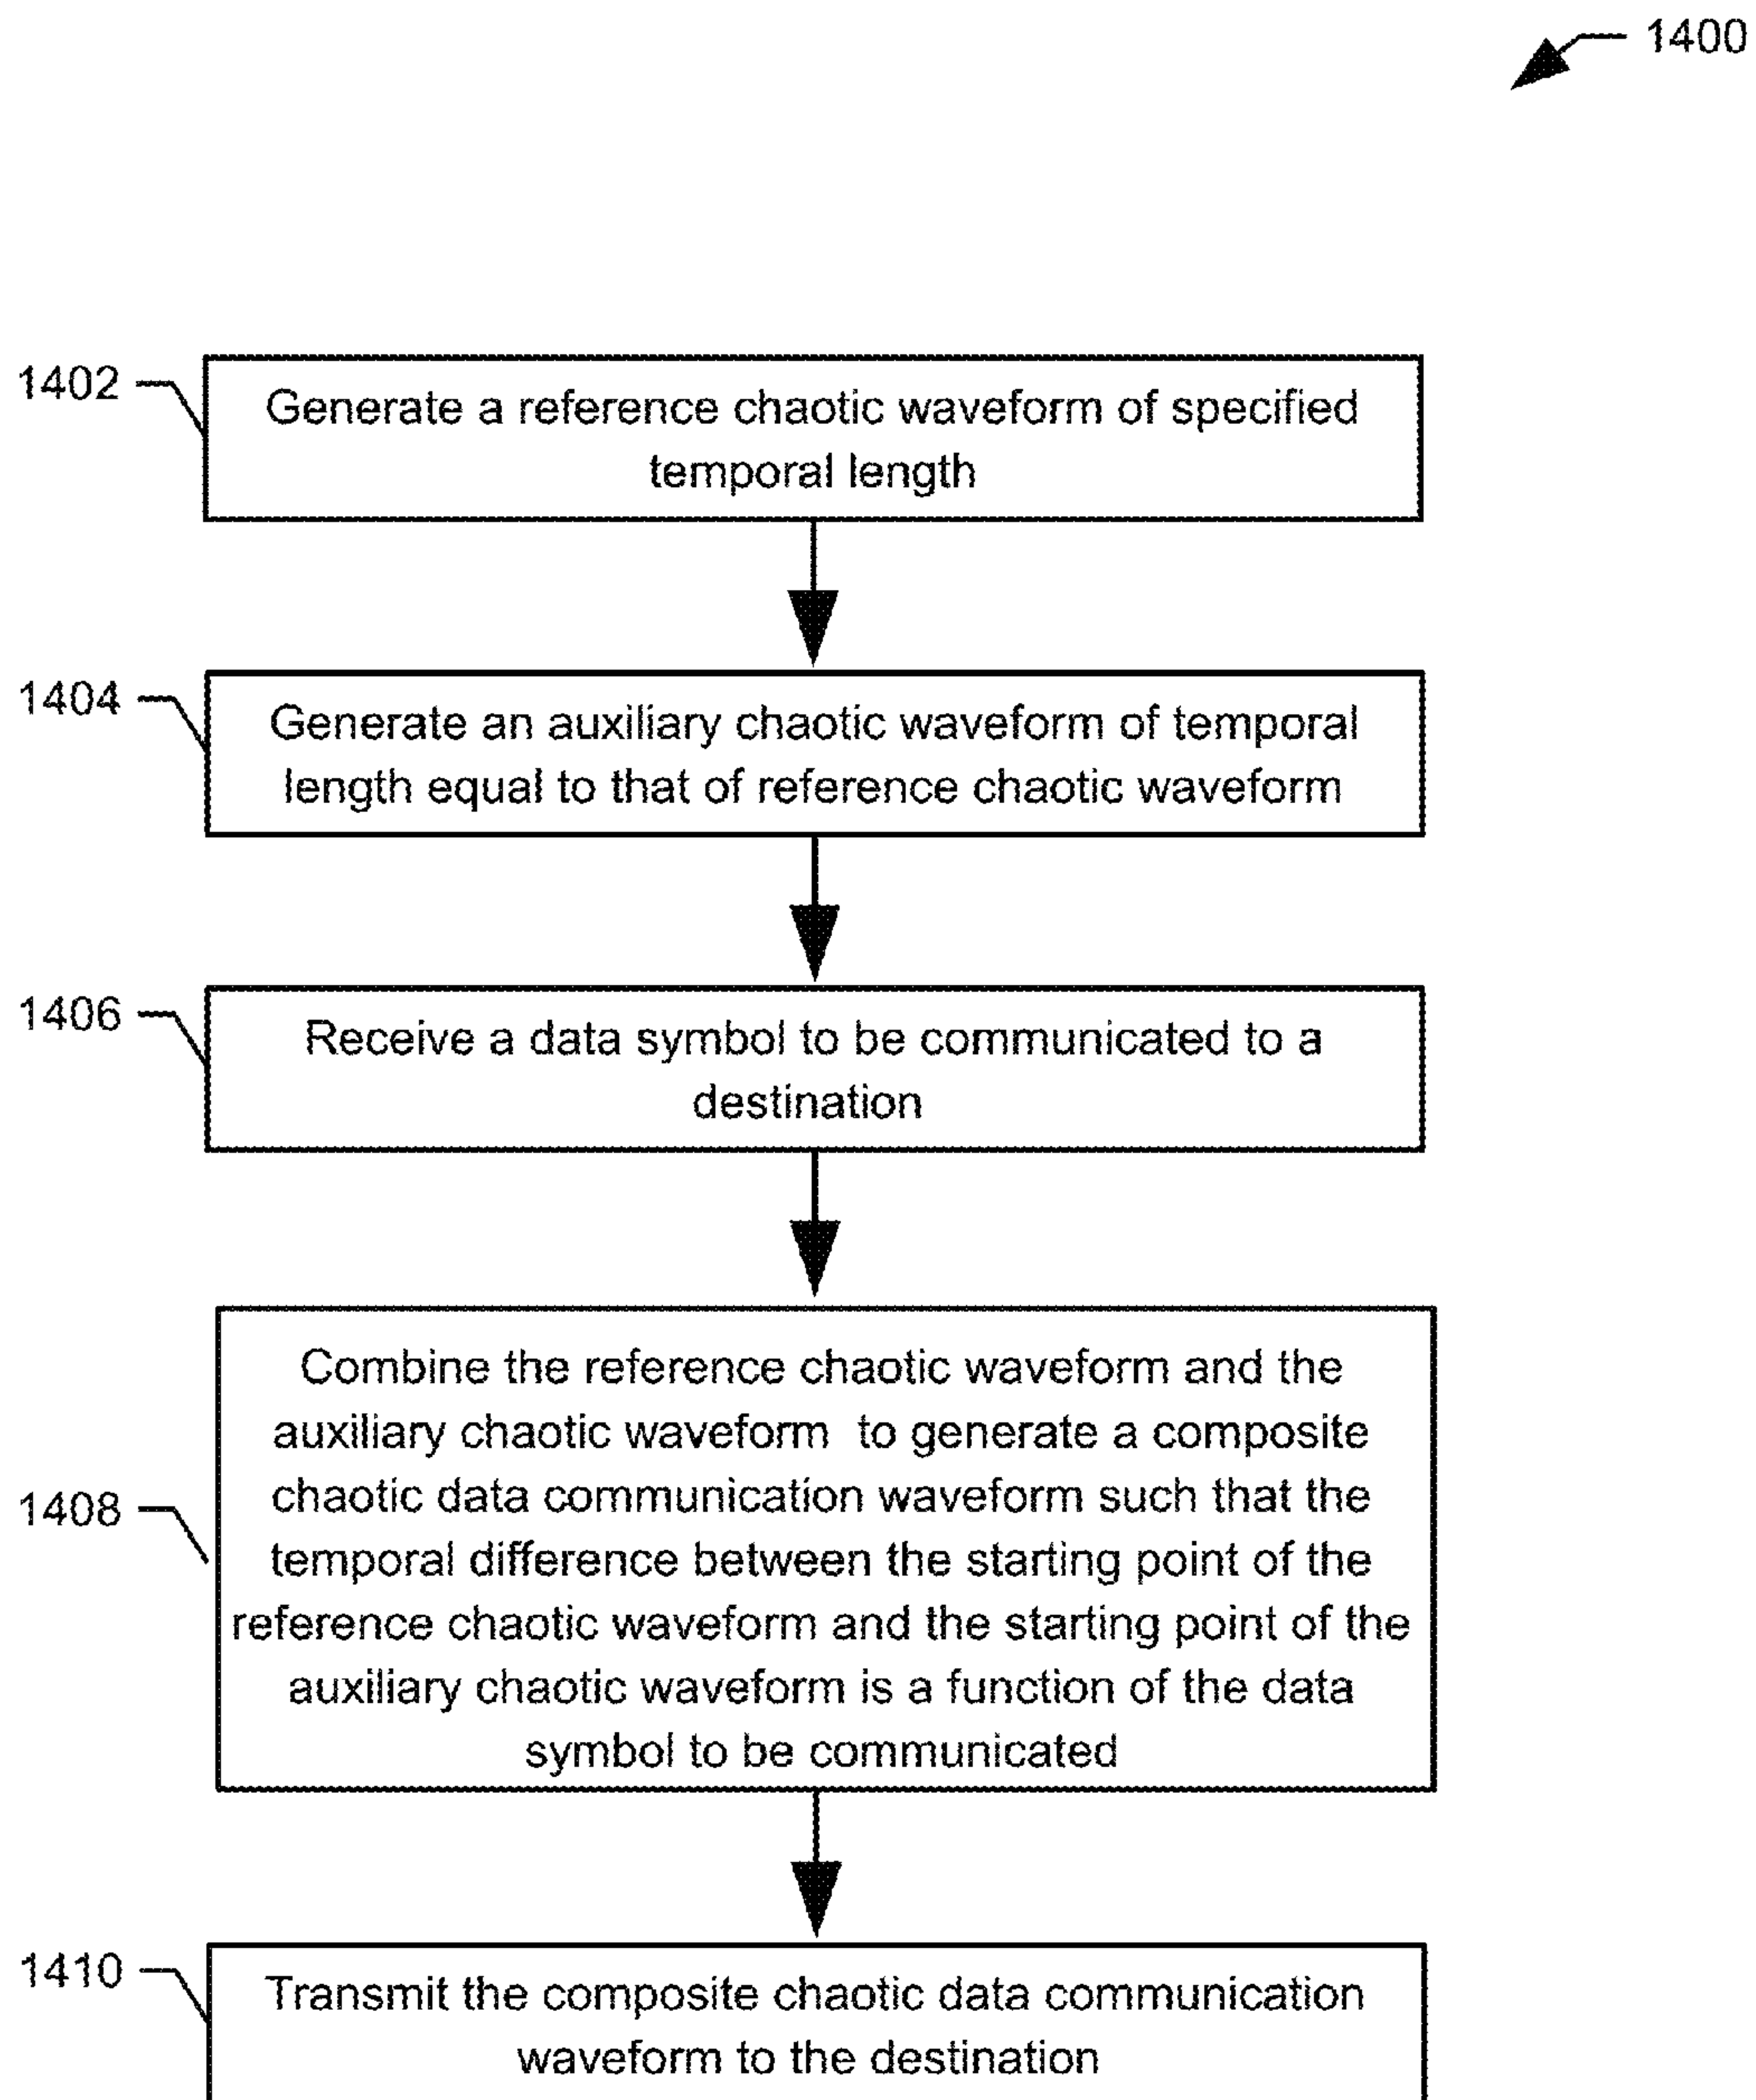 1400
1402
Generate a reference chaotic waveform of specified
temporal length
1404
Generate an auxiliary chaotic waveform of temporal
length equal to that of reference chaotic waveform
1406
Receive a data symbol to be communicated to a
destination
1408
Combine the reference chaotic waveform and the
auxiliary chaotic waveform to generate a composite
chaotic data communication waveform such that the
temporal difference between the starting point of the
reference chaotic waveform and the starting point of the
auxiliary chaotic waveform is a function of the data
symbol to be communicated
1410
Transmit the composite chaotic data communication
waveform to the destination